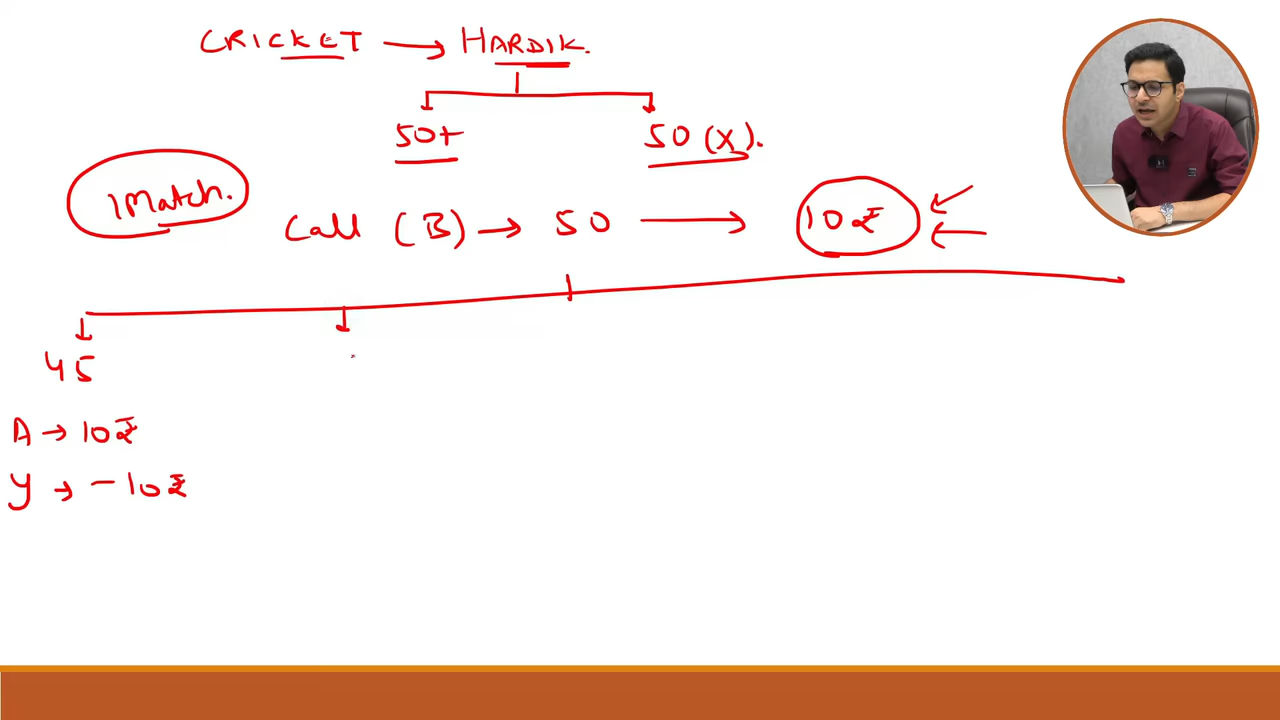 CRICKET → HARDIK.
50+ 50 (X).
1 Match.
Call (B) → 50 → 10₹
45
A → 10₹
y → -10₹